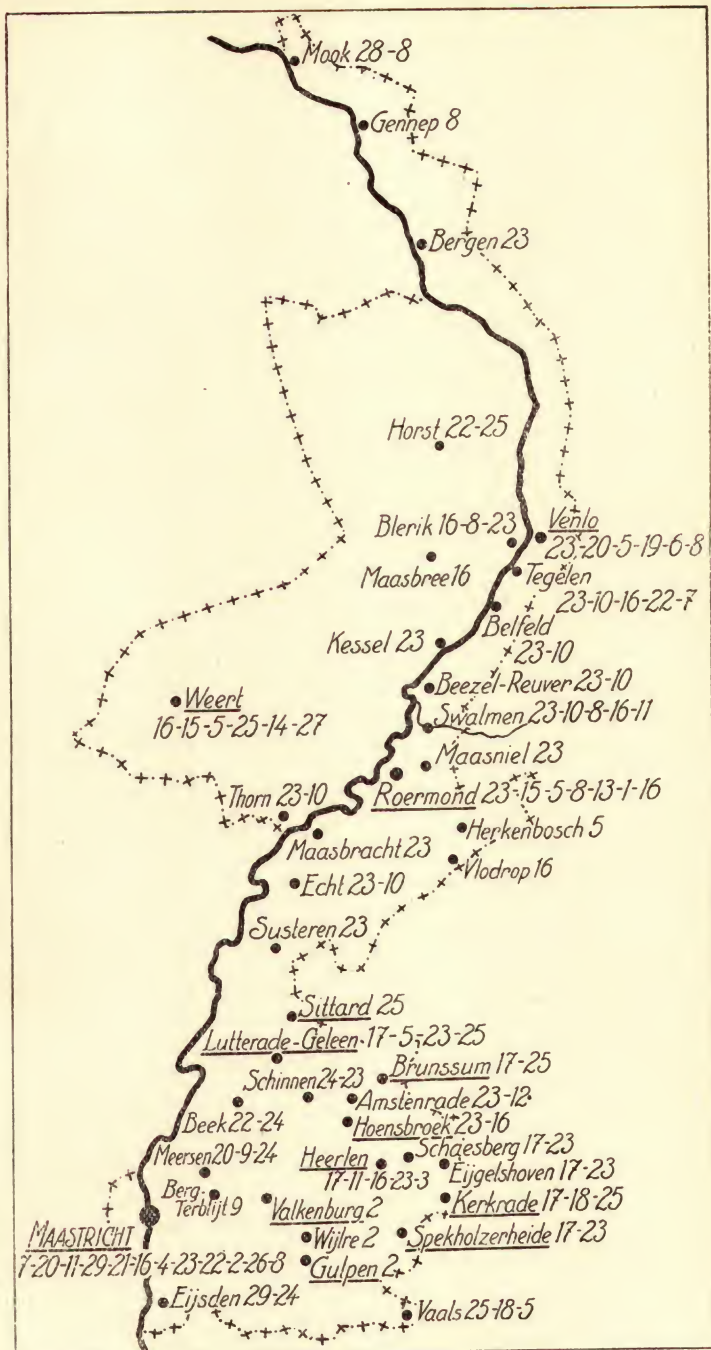 Mook 28-8
Gennep 8
Bergen 23
Horst 22-25
Blerik 16-8-23
Venlo
23-20-5-19-6-8
Maasbree 16
Tegelen
23-10-16-22-7
Belfeld
23-10
Kessel 23
Beezel-Reuver 23-10
Weert
16-15-5-25-14-27
Swalmen 23-10-8-16-11
Maasniel 23
Roermond 23-15-5-8-13-1-16
Thorn 23-10
Herkenbosch 5
Maasbracht 23
Vlodrop 16
Echt 23-10
Susteren 23
Sittard 25
Lutterade-Geleen 17-5-23-25
Brunssum 17-25
Schinnen 24-23
Amstenrade 23-12
Beek 22-24
Hoensbroek 23-16
Schaesberg 17-23
Meersen 20-9-24
Heerlen
17-11-16-23-3
Eijgelshoven 17-23
Berg-
Terblijt 9
Valkenburg 2
Kerkrade 17-18-25
MAASTRICHT
7-20-11-29-21-16-4-23-22-2-26-8
Wijlre 2
Spekholzerheide 17-23
Gulpen 2
Eijsden 29-24
Vaals 25-18-5